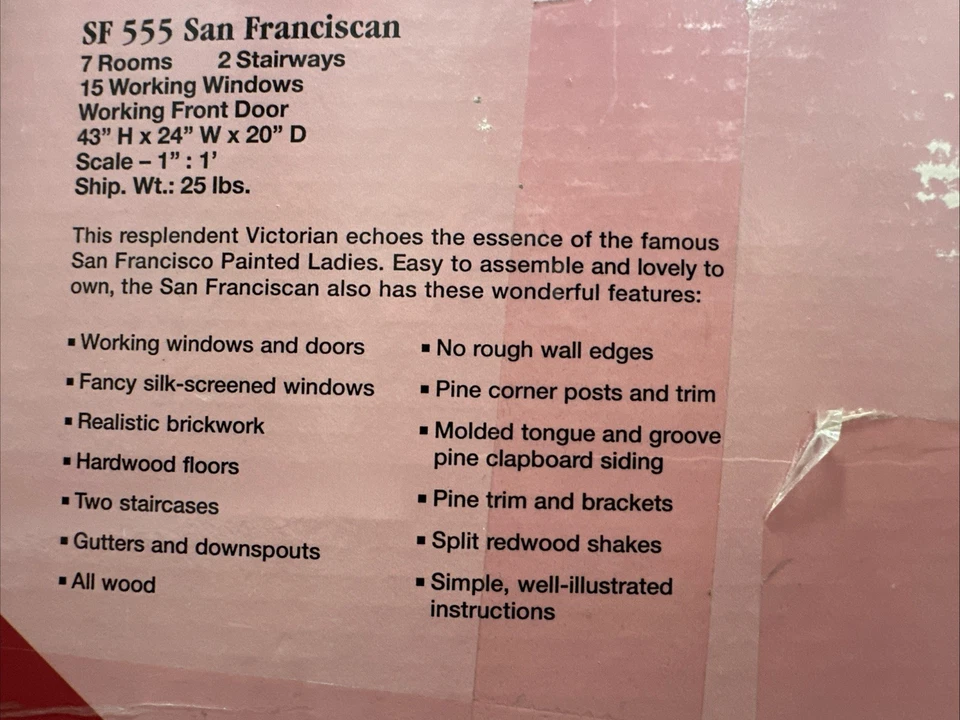 SF 555 San Franciscan
7 Rooms 2 Stairways
15 Working Windows
Working Front Door
43” H x 24” W x 20” D
Scale – 1” : 1’
Ship. Wt.: 25 lbs.
This resplendent Victorian echoes the essence of the famous
San Francisco Painted Ladies. Easy to assemble and lovely to
own, the San Franciscan also has these wonderful features:
▪ Working windows and doors
▪ Fancy silk-screened windows
▪ Realistic brickwork
▪ Hardwood floors
▪ Two staircases
▪ Gutters and downspouts
▪ All wood
▪ No rough wall edges
▪ Pine corner posts and trim
▪ Molded tongue and groove
pine clapboard siding
▪ Pine trim and brackets
▪ Split redwood shakes
▪ Simple, well-illustrated
instructions